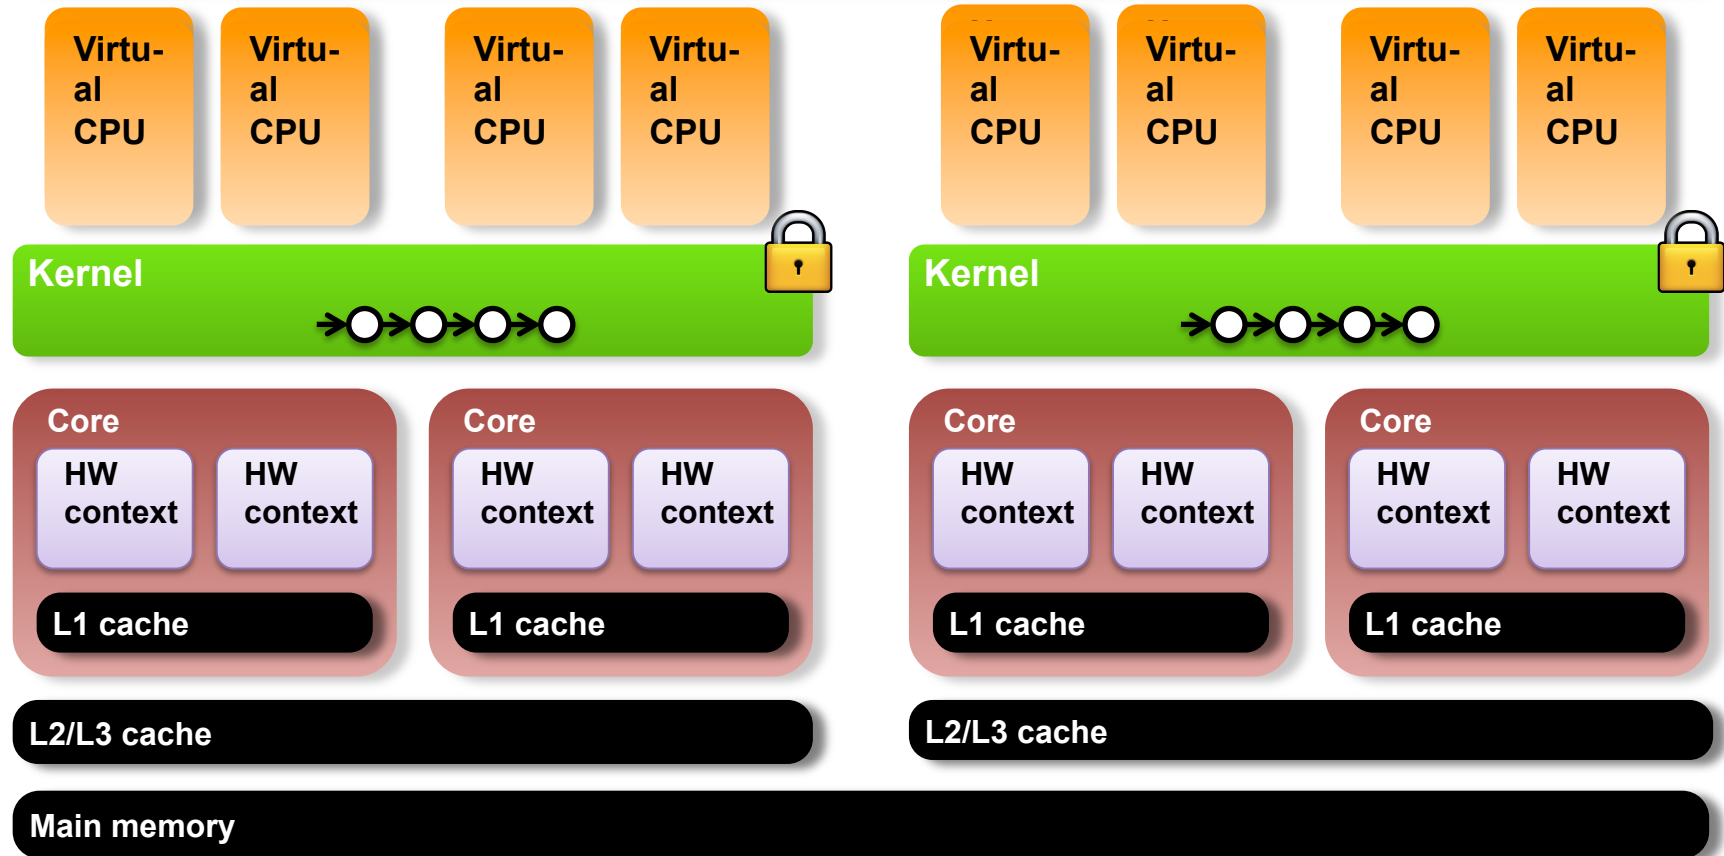 Virtu-
al
CPU
Virtu-
al
CPU
Virtu-
al
CPU
Virtu-
al
CPU
Virtu-
al
CPU
Virtu-
al
CPU
Virtu-
al
CPU
Virtu-
al
CPU
Kernel
Kernel
Core
HW
context
HW
context
L1 cache
Core
HW
context
HW
context
L1 cache
Core
HW
context
HW
context
L1 cache
Core
HW
context
HW
context
L1 cache
L2/L3 cache
L2/L3 cache
Main memory